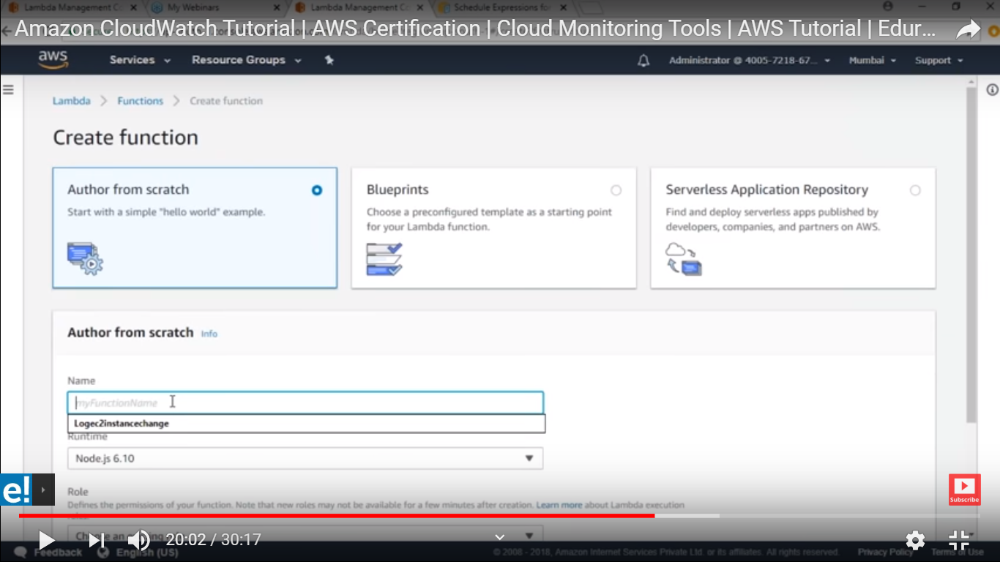 Lambda Management Co
My Webinars
Lambda Management Co
Schedule Expressions for
Amazon CloudWatch Tutorial | AWS Certification | Cloud Monitoring Tools | AWS Tutorial | Edur...
aws
Services
Resource Groups
Administrator @ 4005-7218-67...
Mumbai
Support
Lambda > Functions > Create function
Create function
Author from scratch
Start with a simple "hello world" example.
Blueprints
Choose a preconfigured template as a starting point
for your Lambda function.
Serverless Application Repository
Find and deploy serverless apps published by
developers, companies, and partners on AWS.
Author from scratch Info
Name
myFunctionName
Logec2instancechange
Runtime
Node.js 6.10
e!
Role
Defines the permissions of your function. Note that new roles may not be available for a few minutes after creation. Learn more about Lambda execution
roles.
Subscribe
20:02 / 30:17
Feedback
English (US)
© 2008 - 2018, Amazon Internet Services Private Ltd. or its affiliates. All rights reserved.
Privacy Policy
Terms of Use